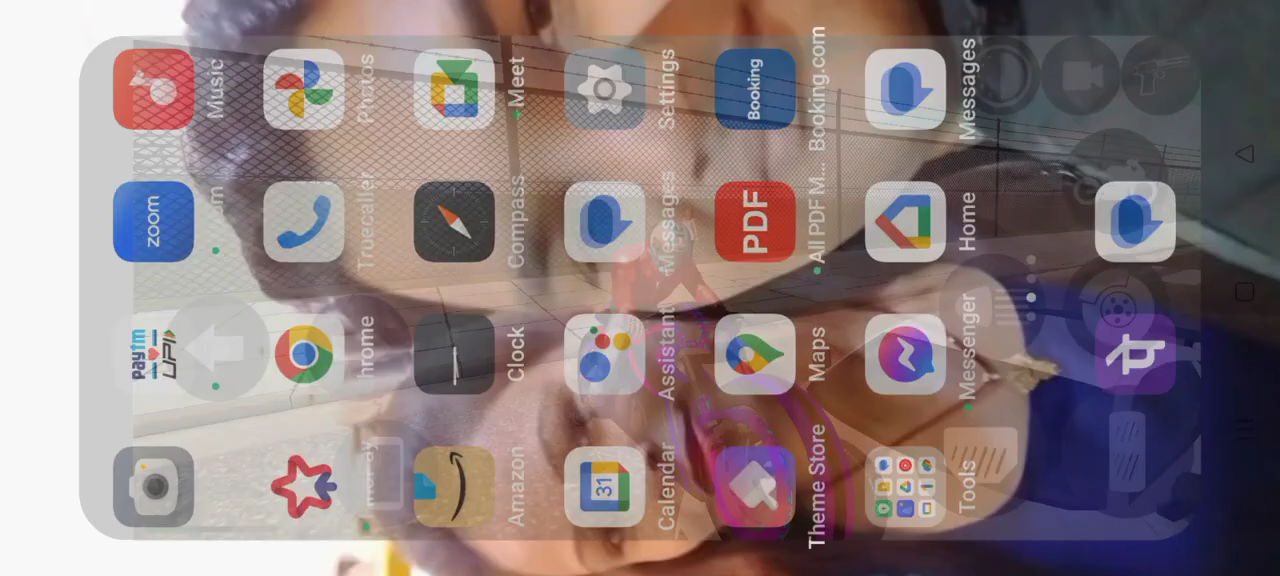 Paytm zoom
UPI
Music
hrome Truecaller Photos
Amazon Clock Compass Meet
31
Calendar Assistant Messages Settings
PDF Booking
Theme Store Maps All PDF M... Booking.com
Tools Messenger Home Messages